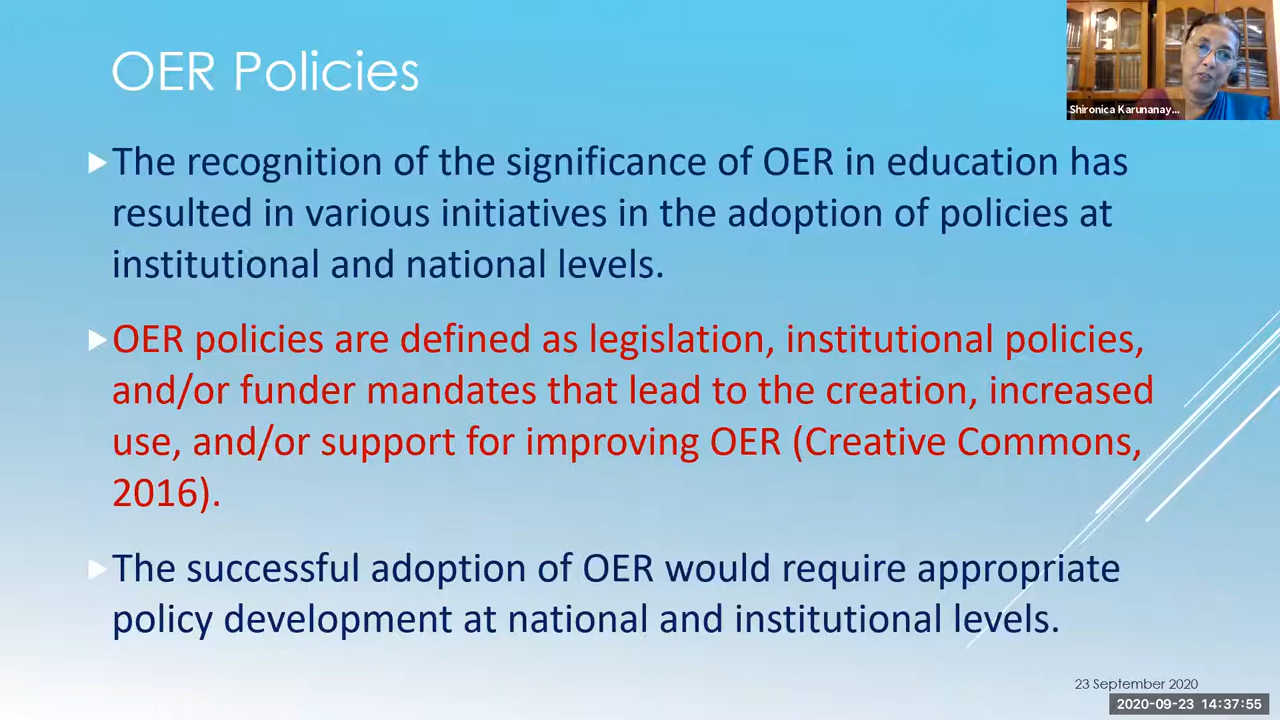 OER Policies
Shironica Karunanay...
The recognition of the significance of OER in education has
resulted in various initiatives in the adoption of policies at
institutional and national levels.
OER policies are defined as legislation, institutional policies,
and/or funder mandates that lead to the creation, increased
use, and/or support for improving OER (Creative Commons,
2016).
The successful adoption of OER would require appropriate
policy development at national and institutional levels.
23 September 2020
2020-09-23 14:37:55